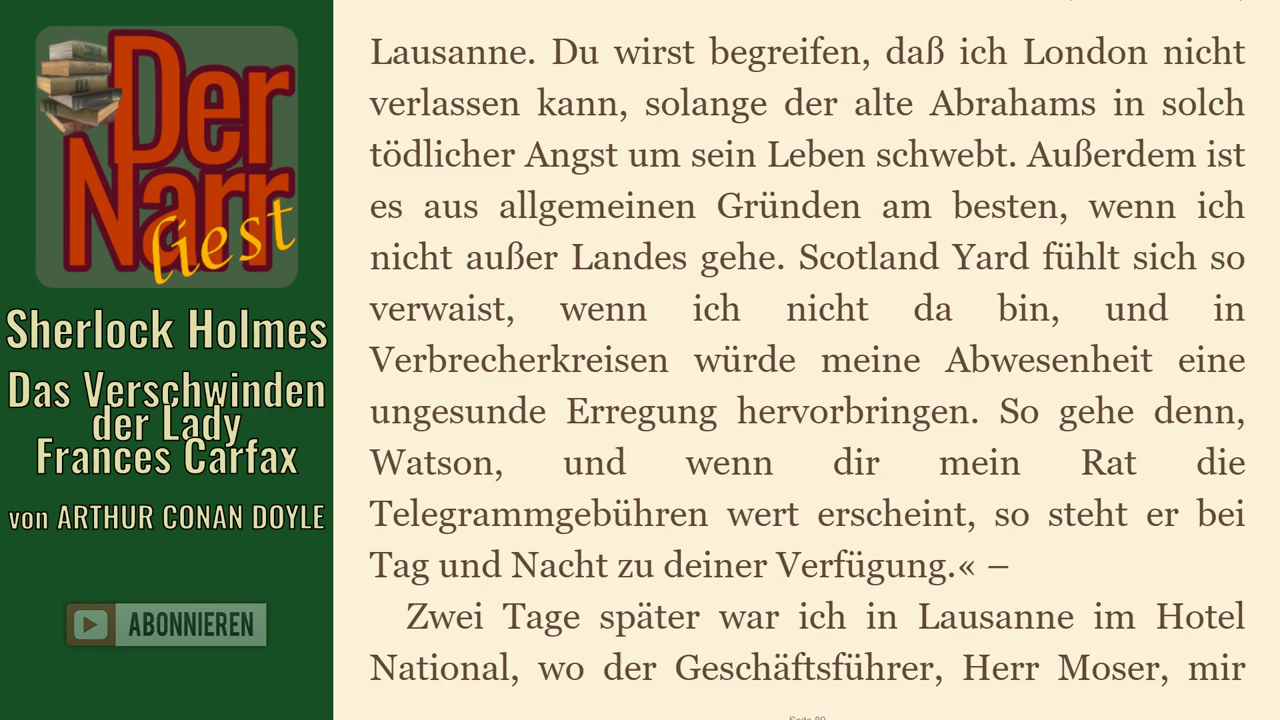 Der
Narr
liest
Sherlock Holmes
Das Verschwinden
der Lady
Frances Carfax
von ARTHUR CONAN DOYLE
ABONNIEREN
Lausanne. Du wirst begreifen, daß ich London nicht
verlassen kann, solange der alte Abrahams in solch
tödlicher Angst um sein Leben schwebt. Außerdem ist
es aus allgemeinen Gründen am besten, wenn ich
nicht außer Landes gehe. Scotland Yard fühlt sich so
verwaist, wenn ich nicht da bin, und in
Verbrecherkreisen würde meine Abwesenheit eine
ungesunde Erregung hervorbringen. So gehe denn,
Watson, und wenn dir mein Rat die
Telegrammgebühren wert erscheint, so steht er bei
Tag und Nacht zu deiner Verfügung.« –
Zwei Tage später war ich in Lausanne im Hotel
National, wo der Geschäftsführer, Herr Moser, mir